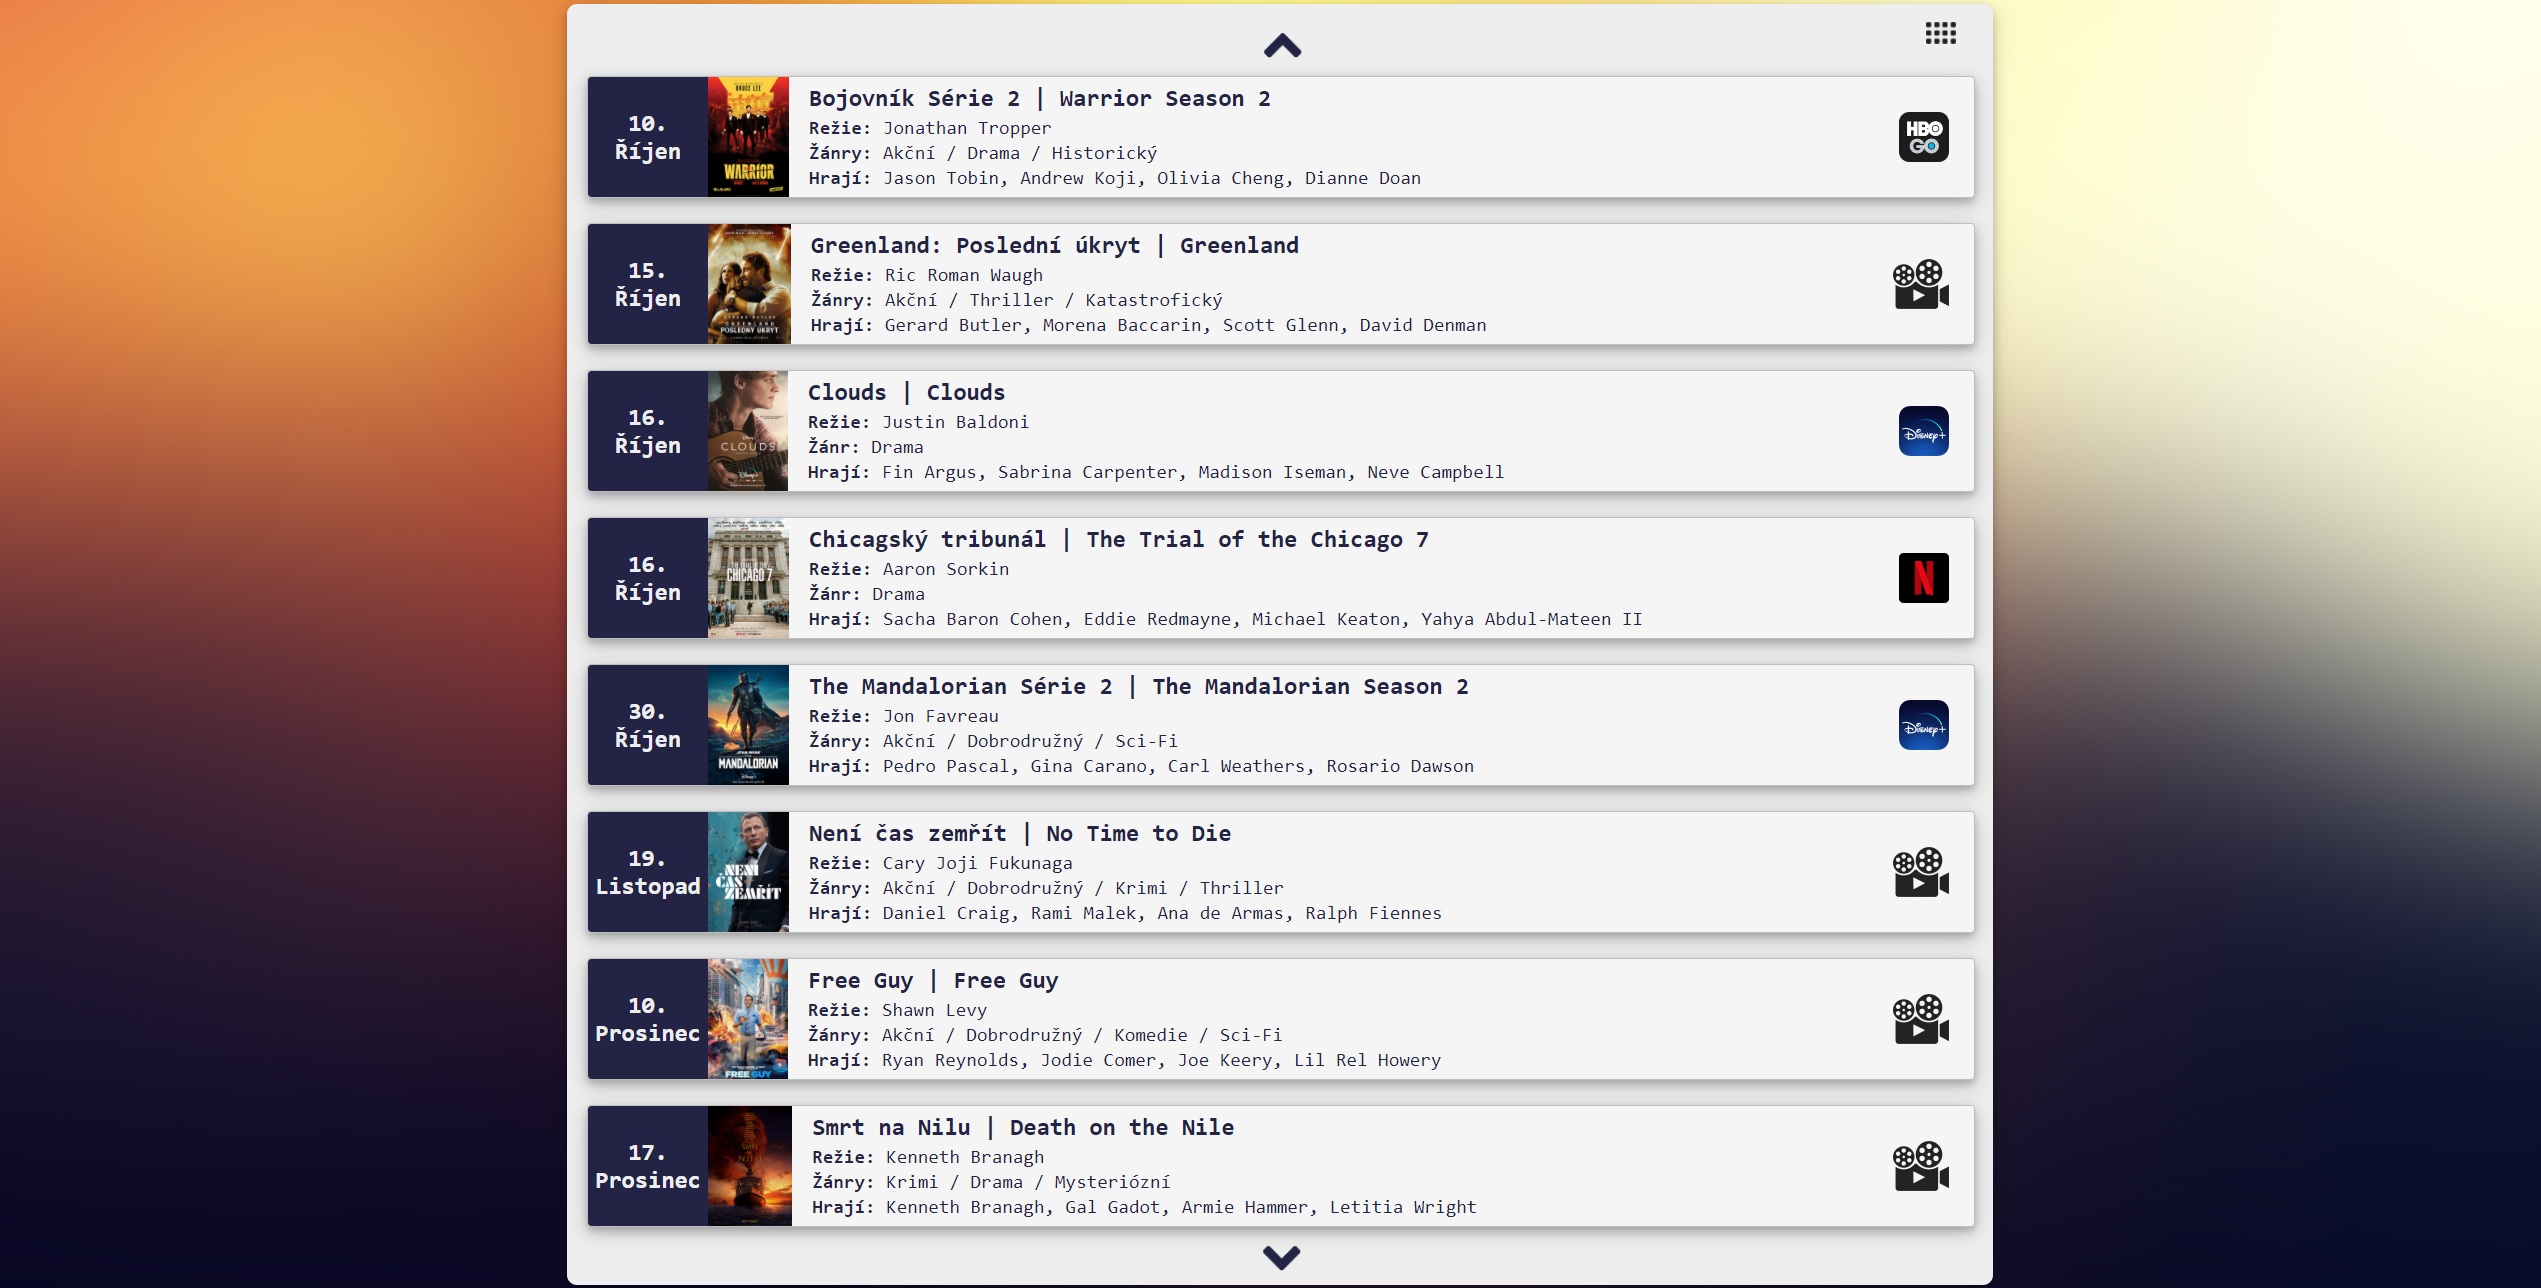 10.
Říjen
BRUCE LEE
WARRIOR
Bojovník Série 2 | Warrior Season 2
Režie: Jonathan Tropper
Žánry: Akční / Drama / Historický
Hrají: Jason Tobin, Andrew Koji, Olivia Cheng, Dianne Doan
HBO
GO
15.
Říjen
GREENLAND
POSLEDNÝ ÚKRYT
Greenland: Poslední úkryt | Greenland
Režie: Ric Roman Waugh
Žánry: Akční / Thriller / Katastrofický
Hrají: Gerard Butler, Morena Baccarin, Scott Glenn, David Denman
16.
Říjen
CLOUDS
Disney+
Clouds | Clouds
Režie: Justin Baldoni
Žánr: Drama
Hrají: Fin Argus, Sabrina Carpenter, Madison Iseman, Neve Campbell
Disney+
16.
Říjen
THE TRIAL OF THE
CHICAGO 7
Chicagský tribunál | The Trial of the Chicago 7
Režie: Aaron Sorkin
Žánr: Drama
Hrají: Sacha Baron Cohen, Eddie Redmayne, Michael Keaton, Yahya Abdul-Mateen II
N
30.
Říjen
STAR WARS
MANDALORIAN
Disney+
The Mandalorian Série 2 | The Mandalorian Season 2
Režie: Jon Favreau
Žánry: Akční / Dobrodružný / Sci-Fi
Hrají: Pedro Pascal, Gina Carano, Carl Weathers, Rosario Dawson
Disney+
19.
Listopad
NENÍ
ČAS
ZEMŘÍT
Není čas zemřít | No Time to Die
Režie: Cary Joji Fukunaga
Žánry: Akční / Dobrodružný / Krimi / Thriller
Hrají: Daniel Craig, Rami Malek, Ana de Armas, Ralph Fiennes
10.
Prosinec
FREE GUY
Free Guy | Free Guy
Režie: Shawn Levy
Žánry: Akční / Dobrodružný / Komedie / Sci-Fi
Hrají: Ryan Reynolds, Jodie Comer, Joe Keery, Lil Rel Howery
17.
Prosinec
Smrt na Nilu | Death on the Nile
Režie: Kenneth Branagh
Žánry: Krimi / Drama / Mysteriózní
Hrají: Kenneth Branagh, Gal Gadot, Armie Hammer, Letitia Wright